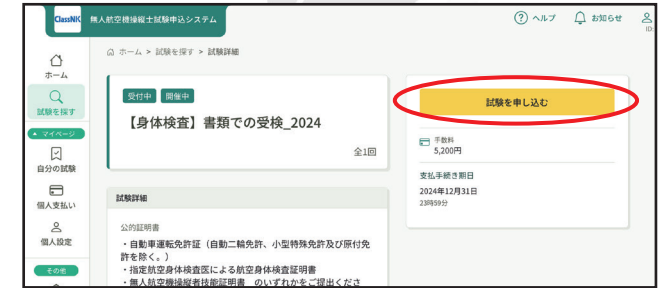 ClassNK 無人航空機操縦士試験申込システム
ヘルプ お知らせ
ID:
ホーム > 試験を探す > 試験詳細
ホーム
試験を探す
マイページ
自分の試験
個人支払い
個人設定
その他
受付中 開催中
【身体検査】書類での受検_2024
全1回
試験詳細
公的証明書
・自動車運転免許証(自動二輪免許、小型特殊免許及び原付免
許を除く。)
・指定航空身体検査医による航空身体検査証明書
・無人航空機操縦者技能証明書 のいずれかをご提出くださ
試験を申し込む
手数料
5,200円
支払手続き期日
2024年12月31日
23時59分